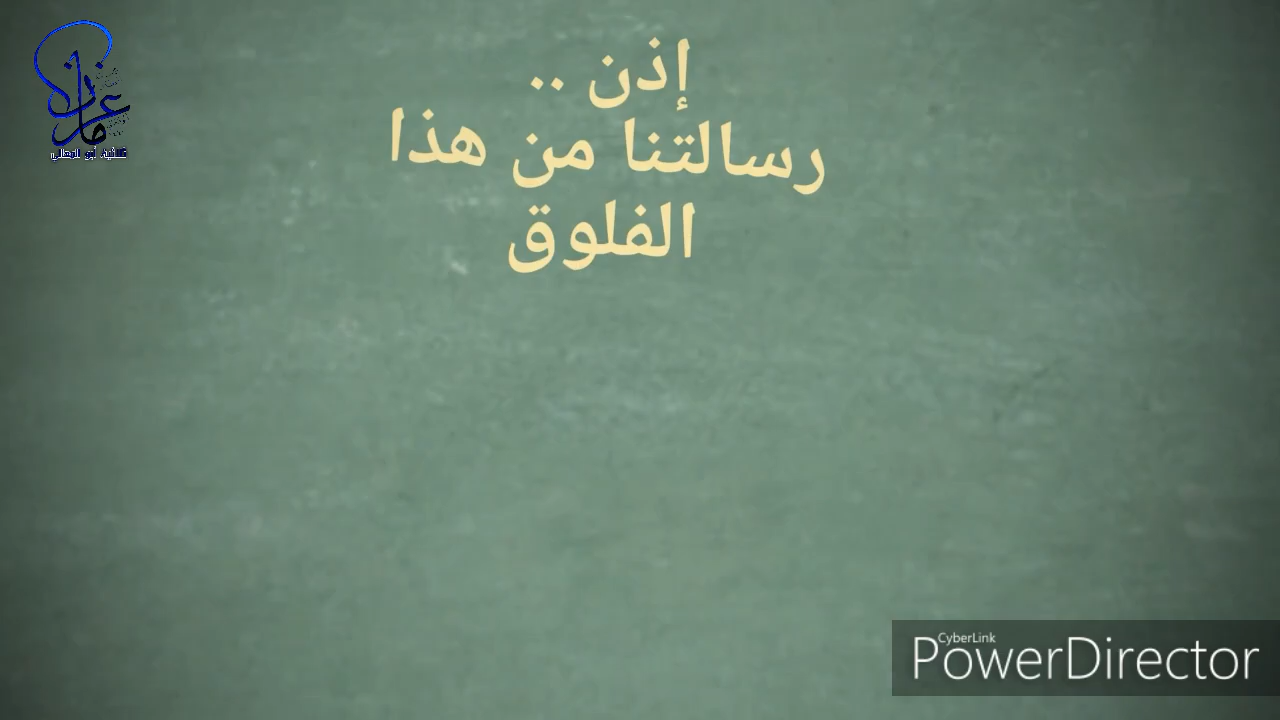 إذن ..
رسالتنا من هذا
الفلوق
CyberLink
PowerDirector